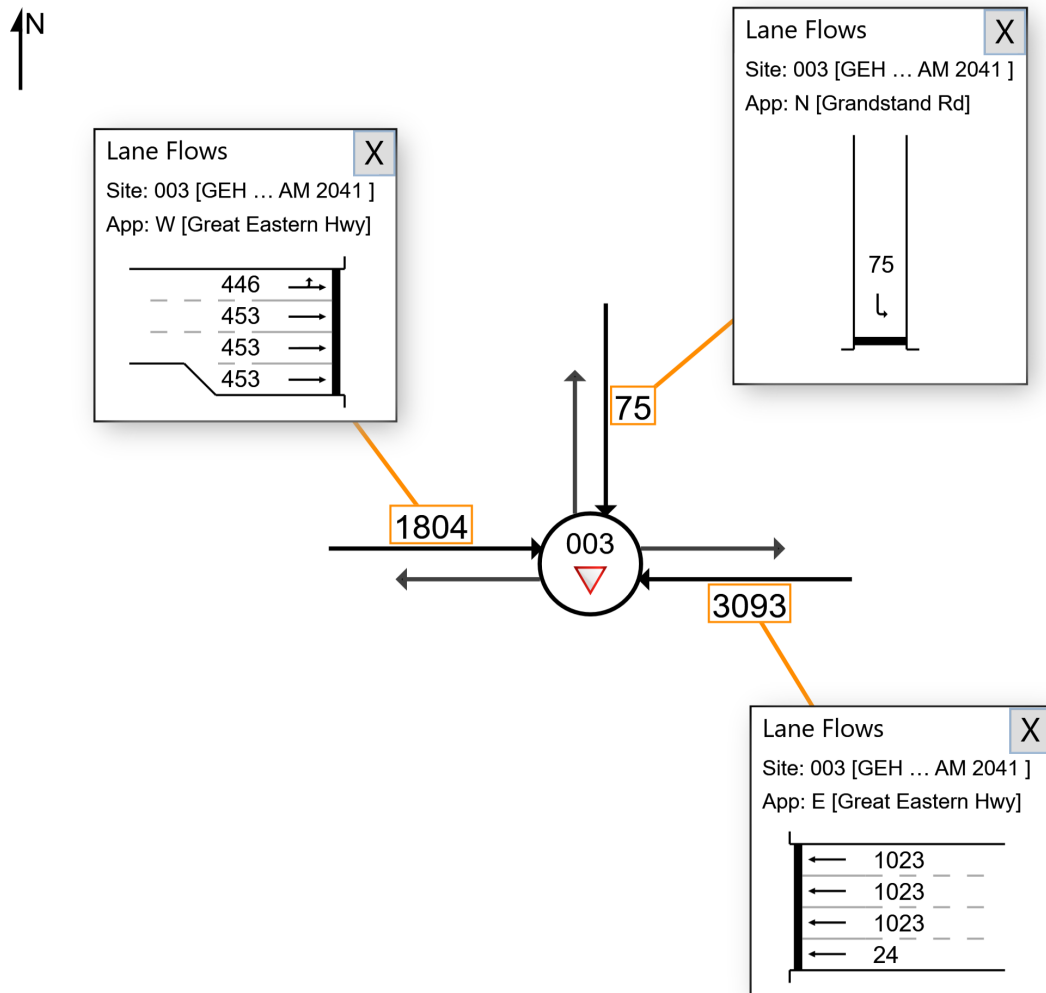 N
Lane Flows
X
Site: 003 [GEH ... AM 2041 ]
App: N [Grandstand Rd]
75
Lane Flows
X
Site: 003 [GEH ... AM 2041 ]
App: W [Great Eastern Hwy]
446
453
453
453
75
1804
003
3093
Lane Flows
X
Site: 003 [GEH ... AM 2041 ]
App: E [Great Eastern Hwy]
1023
1023
1023
24